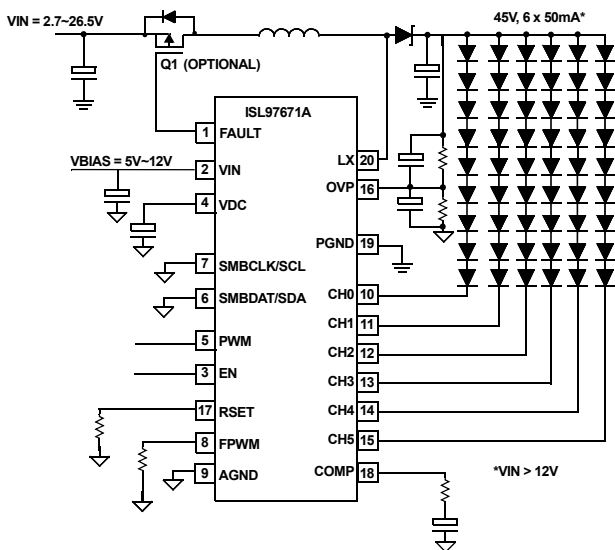 VIN = 2.7~26.5V
45V, 6 x 50mA*
Q1 (OPTIONAL)
ISL97671A
1 FAULT
VBIAS = 5V~12V
2 VIN
4 VDC
7 SMBCLK/SCL
6 SMBDAT/SDA
5 PWM
3 EN
17 RSET
8 FPWM
9 AGND
LX 20
OVP 16
PGND 19
CH0 10
CH1 11
CH2 12
CH3 13
CH4 14
CH5 15
COMP 18
*VIN > 12V